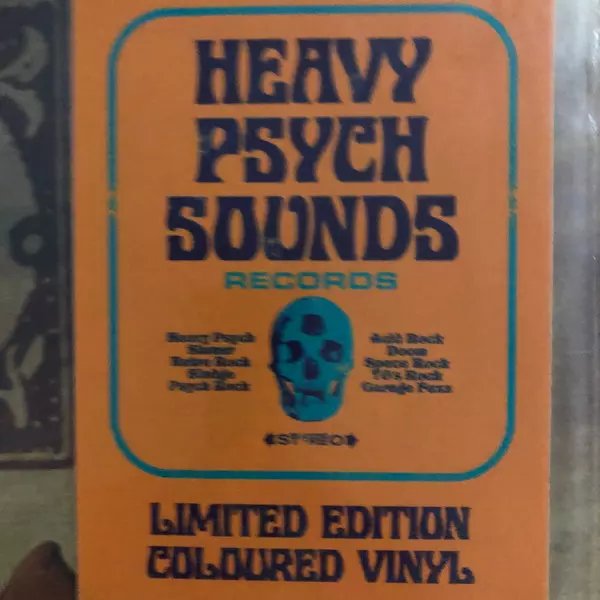 HEAVY
PSYCH
SOUNDS
RECORDS
Heavy Psych
Stoner
Retro Rock
Sludge
Psych Rock
Acid Rock
Doom
Space Rock
70's Rock
Garage Fuzz
STEREO
LIMITED EDITION
COLOURED VINYL